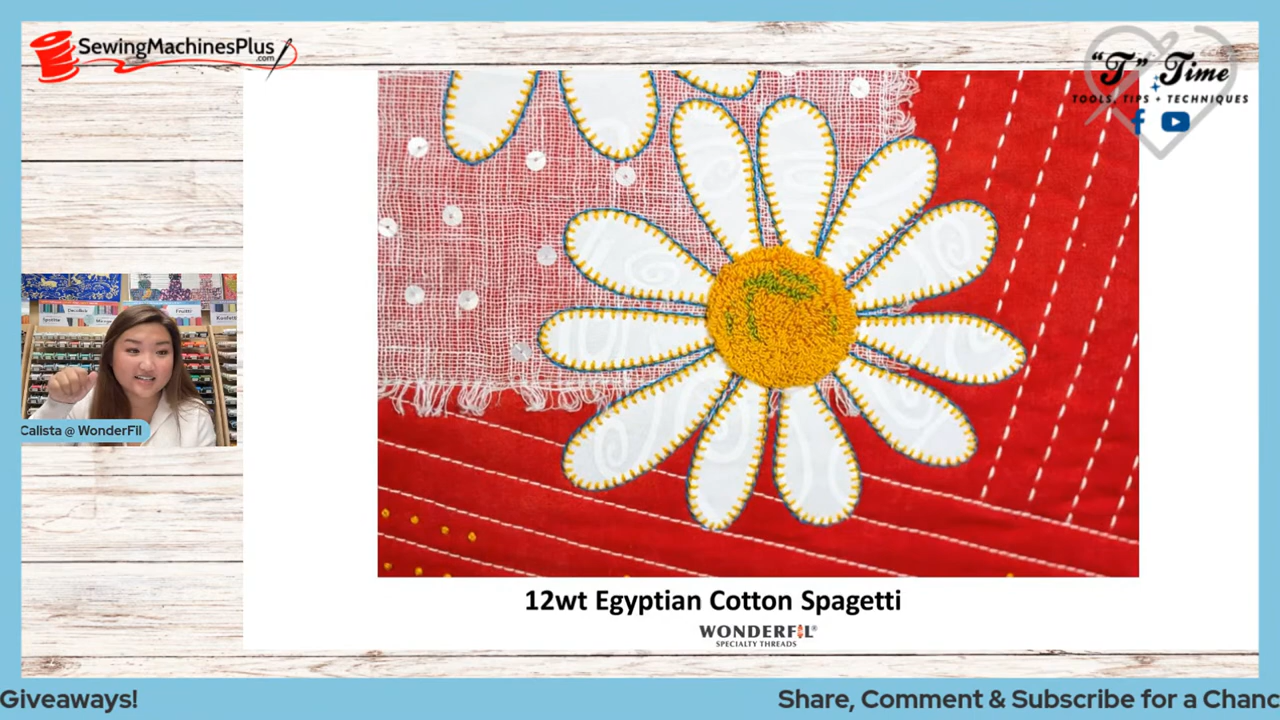 SewingMachinesPlus
.com
"T" Time
TOOLS, TIPS + TECHNIQUES
Calista @ WonderFil
12wt Egyptian Cotton Spagetti
WONDERFIL®
SPECIALTY THREADS
Giveaways!
Share, Comment & Subscribe for a Chanc